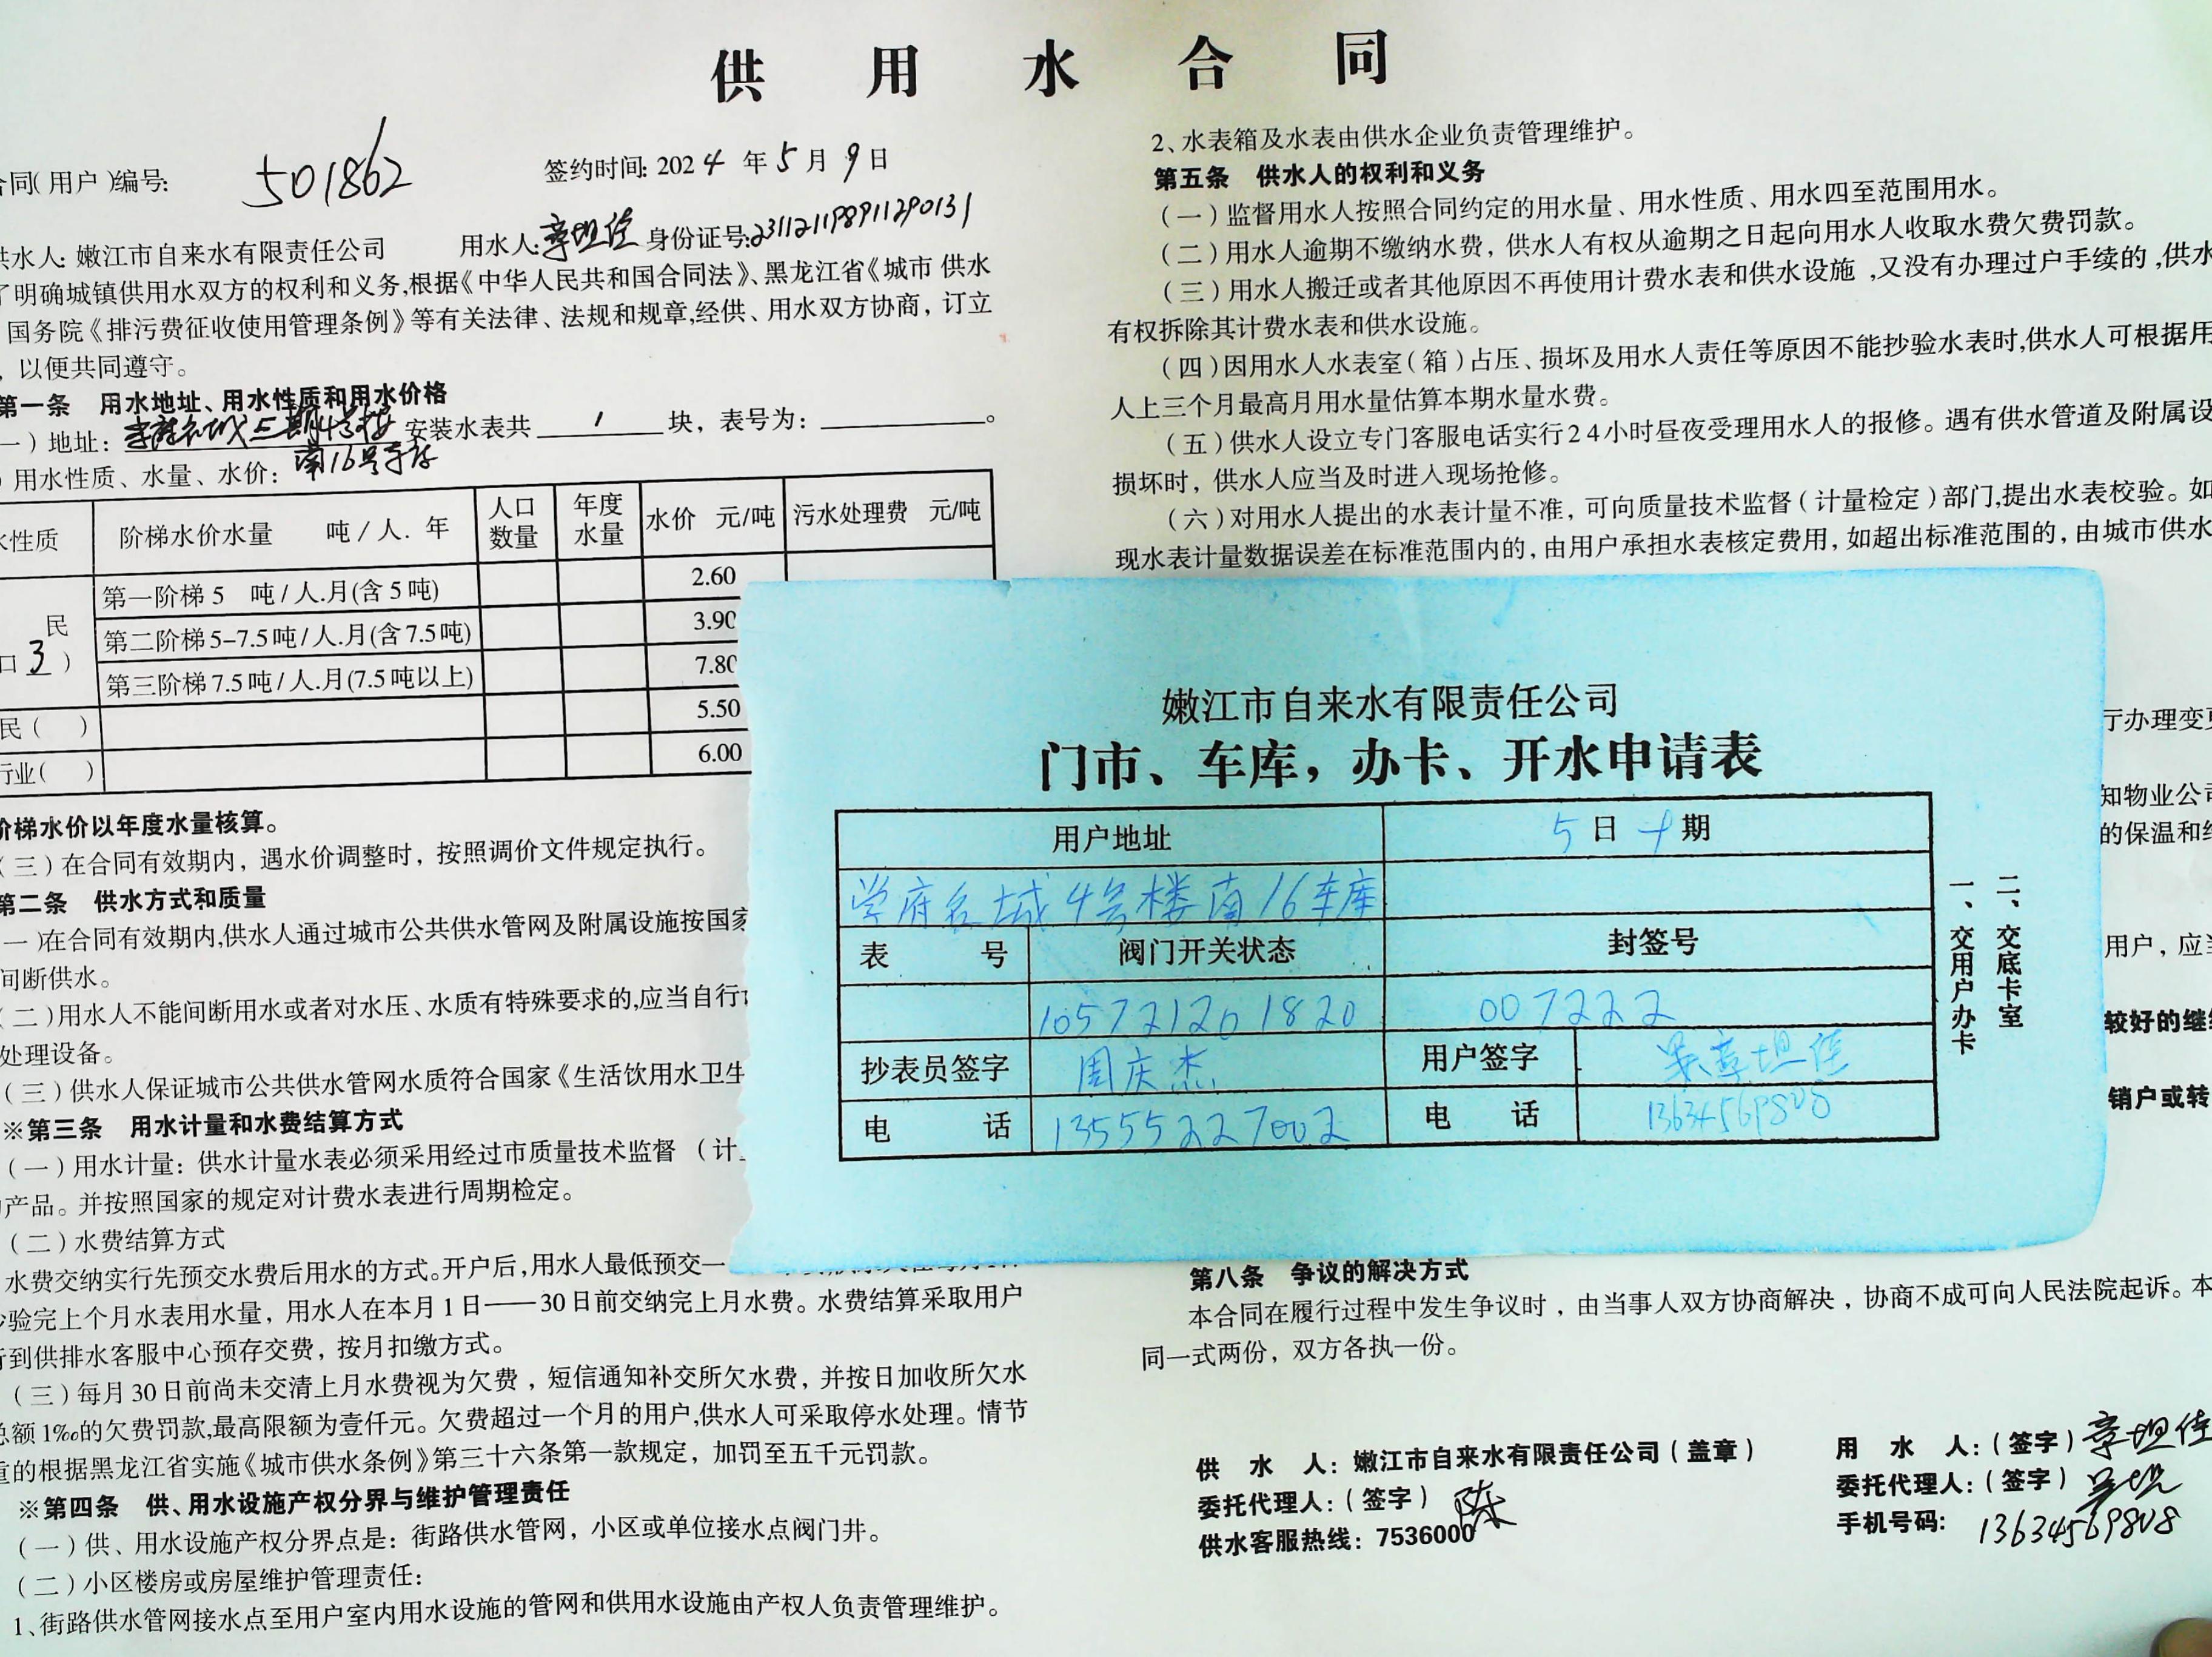 供用水合同
合同(用户)编号: 501862
签约时间: 2024年5月9日
供水人: 嫩江市自来水有限责任公司 用水人: 身份证号:231121198911290131
了明确城镇供用水双方的权利和义务,根据《中华人民共和国合同法》、黑龙江省《城市 供水
国务院《排污费征收使用管理条例》等有关法律、法规和规章,经供、用水双方协商，订立
，以便共同遵守。
第一条 用水地址、用水性质和用水价格
一）地址: 学府名城三期4号楼 安装水表共 1 块，表号为：。
南16号车库
）用水性质、水量、水价：
水性质 阶梯水价水量 吨/人.年 人口数量 年度水量 水价 元/吨 污水处理费 元/吨
民
口 3 ）
第一阶梯5 吨/人.月(含5吨) 2.60
第二阶梯5-7.5吨/人.月(含7.5吨) 3.90
第三阶梯7.5吨/人.月(7.5吨以上) 7.80
民（ ） 5.50
行业( ) 6.00
阶梯水价以年度水量核算。
（三）在合同有效期内，遇水价调整时，按照调价文件规定执行。
第二条 供水方式和质量
一）在合同有效期内,供水人通过城市公共供水管网及附属设施按国家
间断供水。
（二）用水人不能间断用水或者对水压、水质有特殊要求的,应当自行
处理设备。
（三）供水人保证城市公共供水管网水质符合国家《生活饮用水卫生
※第三条 用水计量和水费结算方式
（一）用水计量：供水计量水表必须采用经过市质量技术监督（计
产品。并按照国家的规定对计费水表进行周期检定。
（二）水费结算方式
水费交纳实行先预交水费后用水的方式。开户后,用水人最低预交一
抄验完上个月水表用水量，用水人在本月1日——30日前交纳完上月水费。水费结算采取用户
行到供排水客服中心预存交费，按月扣缴方式。
（三）每月30日前尚未交清上月水费视为欠费，短信通知补交所欠水费，并按日加收所欠水
总额1‰的欠费罚款,最高限额为壹仟元。欠费超过一个月的用户,供水人可采取停水处理。情节
重的根据黑龙江省实施《城市供水条例》第三十六条第一款规定，加罚至五千元罚款。
※第四条 供、用水设施产权分界与维护管理责任
（一）供、用水设施产权分界点是：街路供水管网，小区或单位接水点阀门井。
（二）小区楼房或房屋维护管理责任：
1、街路供水管网接水点至用户室内用水设施的管网和供用水设施由产权人负责管理维护。
2、水表箱及水表由供水企业负责管理维护。
第五条 供水人的权利和义务
（一）监督用水人按照合同约定的用水量、用水性质、用水四至范围用水。
（二）用水人逾期不缴纳水费，供水人有权从逾期之日起向用水人收取水费欠费罚款。
（三）用水人搬迁或者其他原因不再使用计费水表和供水设施，又没有办理过户手续的，供水
有权拆除其计费水表和供水设施。
（四）因用水人水表室（箱）占压、损坏及用水人责任等原因不能抄验水表时,供水人可根据用
人上三个月最高月用水量估算本期水量水费。
（五）供水人设立专门客服电话实行24小时昼夜受理用水人的报修。遇有供水管道及附属设
损坏时，供水人应当及时进入现场抢修。
（六）对用水人提出的水表计量不准，可向质量技术监督（计量检定）部门,提出水表校验。如
现水表计量数据误差在标准范围内的，由用户承担水表核定费用，如超出标准范围的，由城市供水
厅办理变更
知物业公司
的保温和
用户，应当
较好的继
销户或转
嫩江市自来水有限责任公司
门市、车库，办卡、开水申请表
用户地址 5日 期
学府名城4号楼南16车库
表号 阀门开关状态 封签号
105721201820 007222
抄表员签字 周庆杰 用户签字
电话 13555227002 电话 13634569808
一、交用户办卡
二、交底卡室
第八条 争议的解决方式
本合同在履行过程中发生争议时，由当事人双方协商解决，协商不成可向人民法院起诉。本
同一式两份，双方各执一份。
供水人：嫩江市自来水有限责任公司（盖章）
委托代理人：（签字）陈
供水客服热线：7536000
用水人：（签字）
委托代理人：（签字）
手机号码: 13634569808